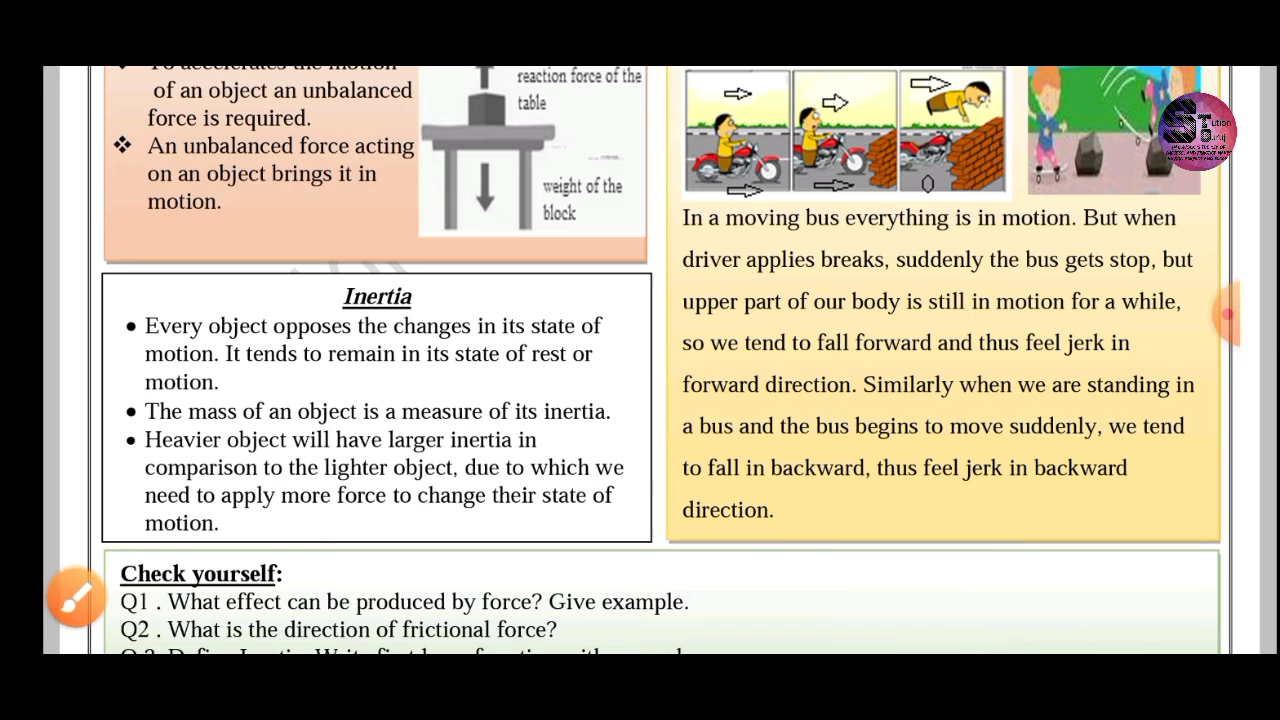 To accelerates the motion
of an object an unbalanced
force is required.
❖ An unbalanced force acting
on an object brings it in
motion.
reaction force of the
table
weight of the
block
Inertia
• Every object opposes the changes in its state of
motion. It tends to remain in its state of rest or
motion.
• The mass of an object is a measure of its inertia.
• Heavier object will have larger inertia in
comparison to the lighter object, due to which we
need to apply more force to change their state of
motion.
In a moving bus everything is in motion. But when
driver applies breaks, suddenly the bus gets stop, but
upper part of our body is still in motion for a while,
so we tend to fall forward and thus feel jerk in
forward direction. Similarly when we are standing in
a bus and the bus begins to move suddenly, we tend
to fall in backward, thus feel jerk in backward
direction.
Check yourself:
Q1 . What effect can be produced by force? Give example.
Q2 . What is the direction of frictional force?